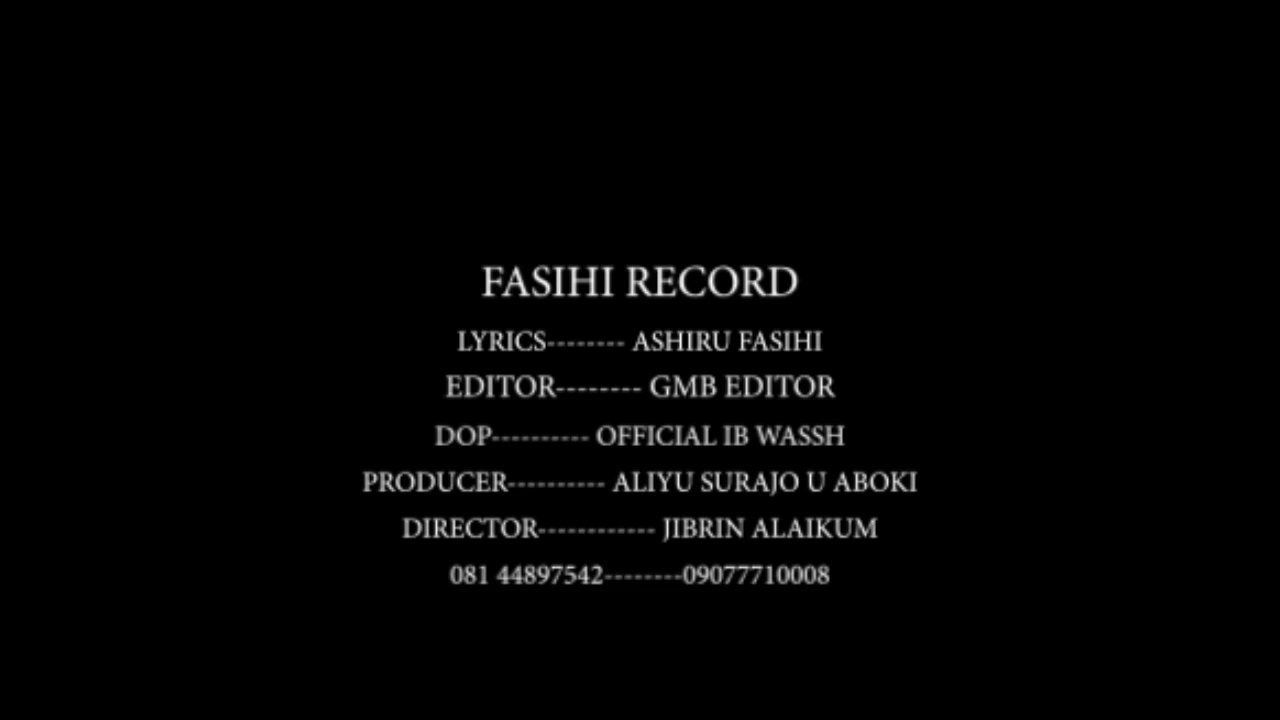 FASIHI RECORD
LYRICS-------- ASHIRU FASIHI
EDITOR-------- GMB EDITOR
DOP---------- OFFICIAL IB WASSH
PRODUCER---------- ALIYU SURAJO U ABOKI
DIRECTOR------------ JIBRIN ALAIKUM
081 44897542--------09077710008